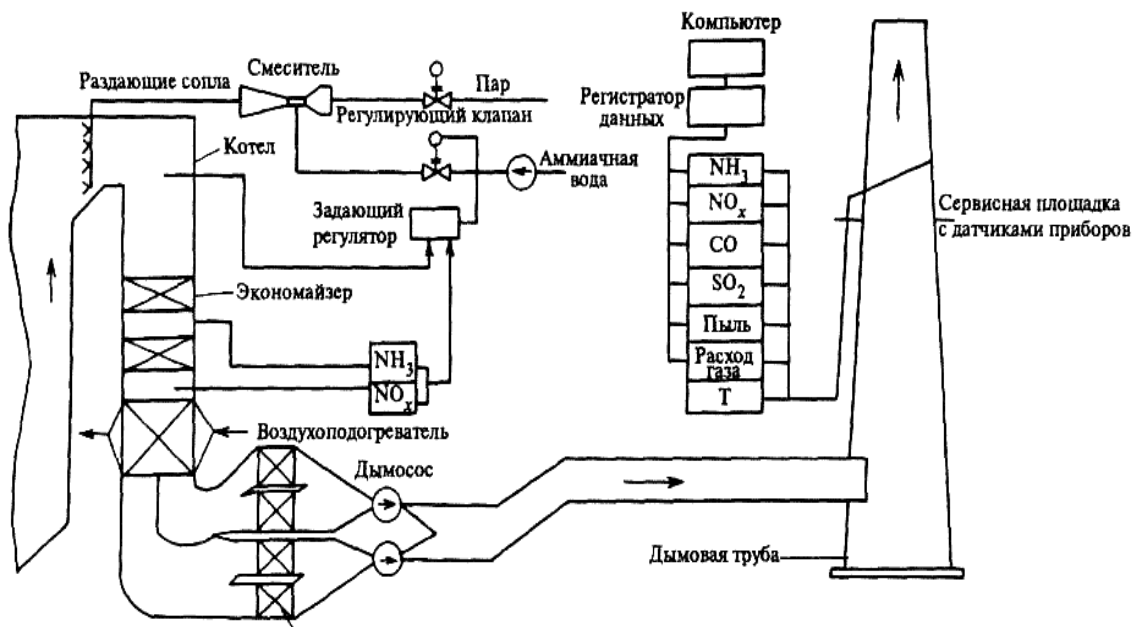 Компьютер
Смеситель
Раздающие сопла
Пар
Регистратор
данных
Регулирующий клапан
Котел
Аммиачная
вода
NH₃
NOₓ
Задающий
регулятор
Сервисная площадка
с датчиками приборов
CO
SO₂
Экономайзер
Пыль
NH₃
Расход
газа
NOₓ
T
Воздухоподогреватель
Дымосос
Дымовая труба